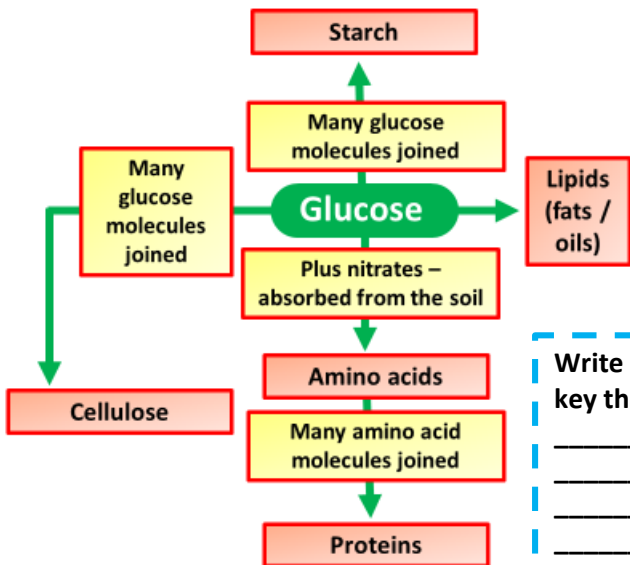 Starch
Many glucose
molecules joined
Many
glucose
molecules
joined
Glucose
Lipids
(fats /
oils)
Plus nitrates –
absorbed from the soil
Amino acids
Cellulose
Many amino acid
molecules joined
Proteins
Write
key th